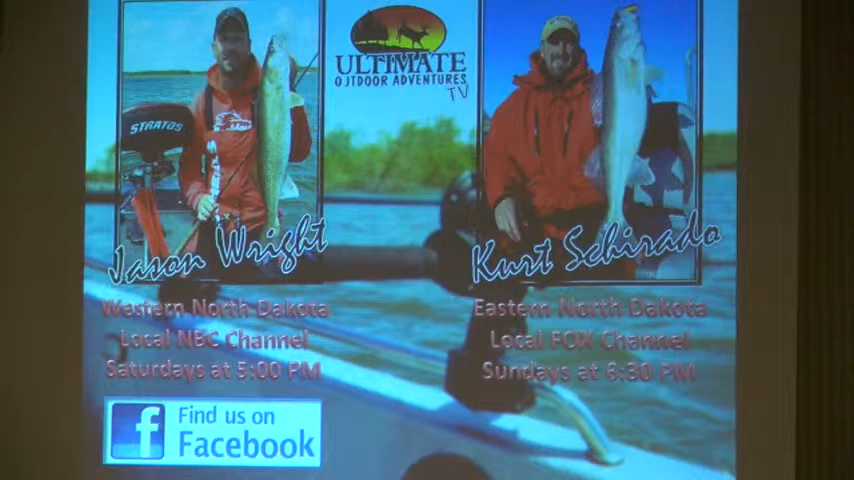 ULTIMATE
OUTDOOR ADVENTURES
TV
STRATOS
Jason Wright
Kurt Schirado
Western North Dakota
Local NBC Channel
Saturdays at 5:00 PM
Eastern North Dakota
Local FOX Channel
Sundays at 6:30 PM
f
Find us on
Facebook